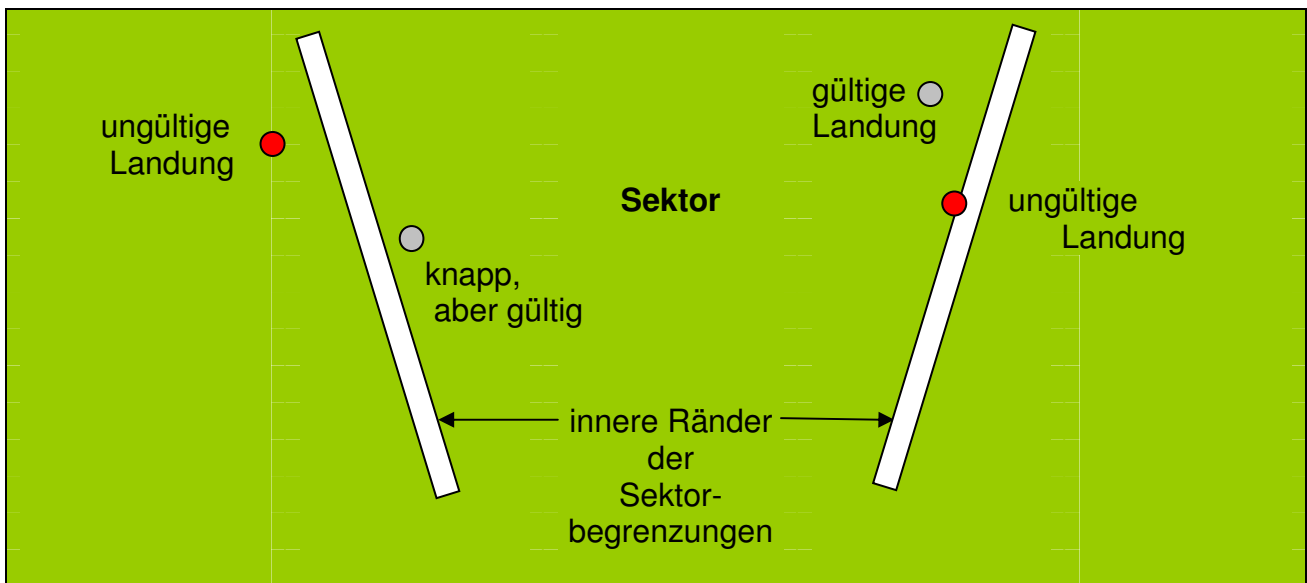 ungültige
Landung
knapp,
aber gültig
Sektor
gültige
Landung
ungültige
Landung
innere Ränder
der
Sektor-
begrenzungen